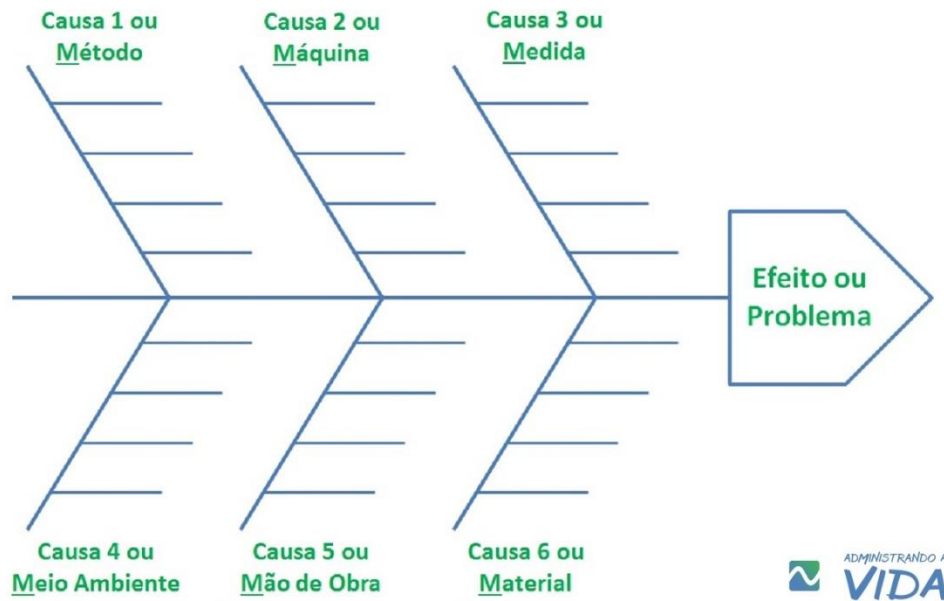 Causa 1 ou
Método
Causa 2 ou
Máquina
Causa 3 ou
Medida
Efeito ou
Problema
Causa 4 ou
Meio Ambiente
Causa 5 ou
Mão de Obra
Causa 6 ou
Material
ADMINISTRANDO A
VIDA